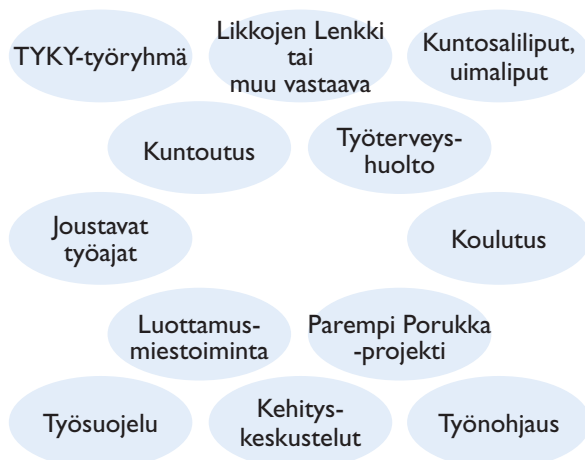 TYKY-työryhmä
Likkojen Lenkki
tai
muu vastaava
Kuntosaliliput,
uimaliput
Kuntoutus
Työterveys-
huolto
Joustavat
työajat
Koulutus
Luottamus-
miestoiminta
Parempi Porukka
-projekti
Työsuojelu
Kehitys-
keskustelut
Työnohjaus